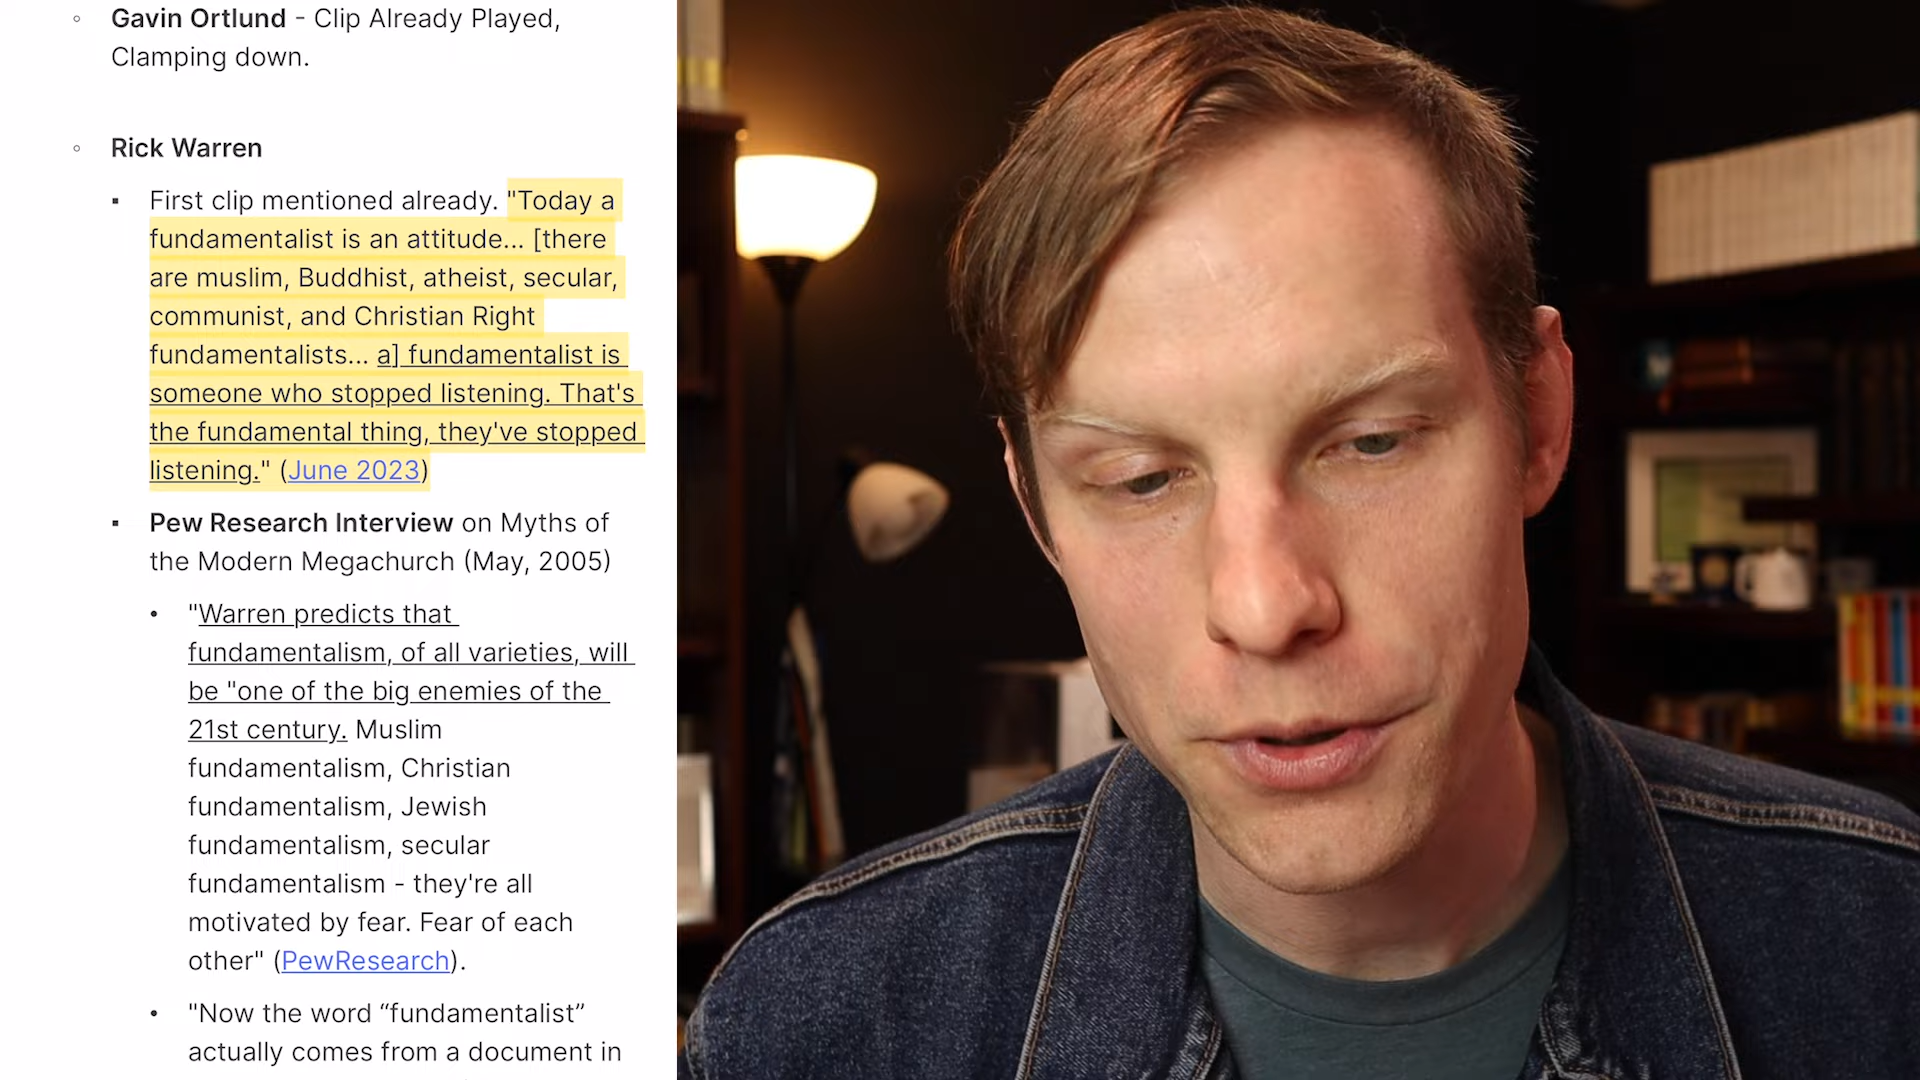 Gavin Ortlund - Clip Already Played,
Clamping down.
Rick Warren
First clip mentioned already. "Today a
fundamentalist is an attitude... [there
are muslim, Buddhist, atheist, secular,
communist, and Christian Right
fundamentalists... a] fundamentalist is
someone who stopped listening. That's
the fundamental thing, they've stopped
listening." (June 2023)
Pew Research Interview on Myths of
the Modern Megachurch (May, 2005)
"Warren predicts that
fundamentalism, of all varieties, will
be "one of the big enemies of the
21st century. Muslim
fundamentalism, Christian
fundamentalism, Jewish
fundamentalism, secular
fundamentalism - they're all
motivated by fear. Fear of each
other" (PewResearch).
"Now the word “fundamentalist”
actually comes from a document in